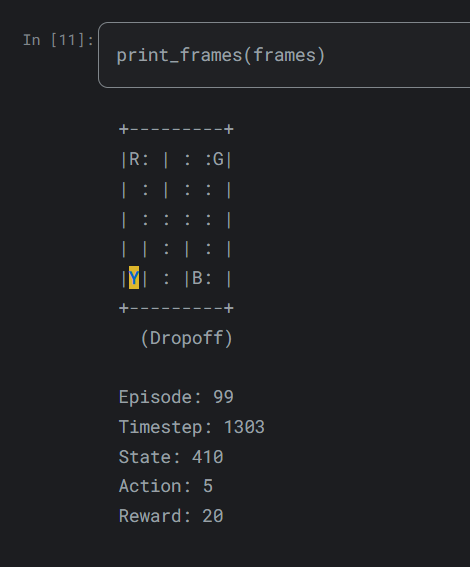 In [11]:
print_frames(frames)
+---------+
|R: | : :G|
| : | : : |
| : : : : |
| | : | : |
|Y| : |B: |
+---------+
  (Dropoff)
Episode: 99
Timestep: 1303
State: 410
Action: 5
Reward: 20